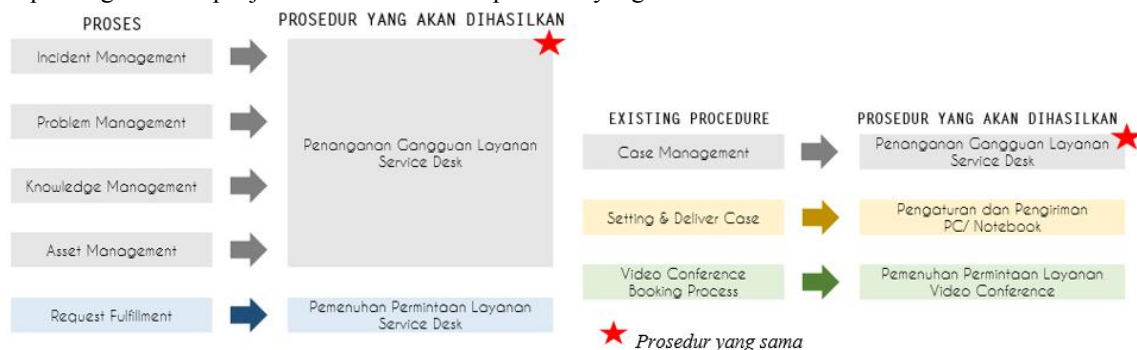 PROSES
PROSEDUR YANG AKAN DIHASILKAN
Incident Management
Problem Management
Knowledge Management
Asset Management
Request Fulfillment
Penanganan Gangguan Layanan
Service Desk
Pemenuhan Permintaan Layanan
Service Desk
EXISTING PROCEDURE
PROSEDUR YANG AKAN DIHASILKAN
Case Management
Penanganan Gangguan Layanan
Service Desk
Setting & Deliver Case
Pengaturan dan Pengiriman
PC/ Notebook
Video Conference
Booking Process
Pemenuhan Permintaan Layanan
Video Conference
Prosedur yang sama